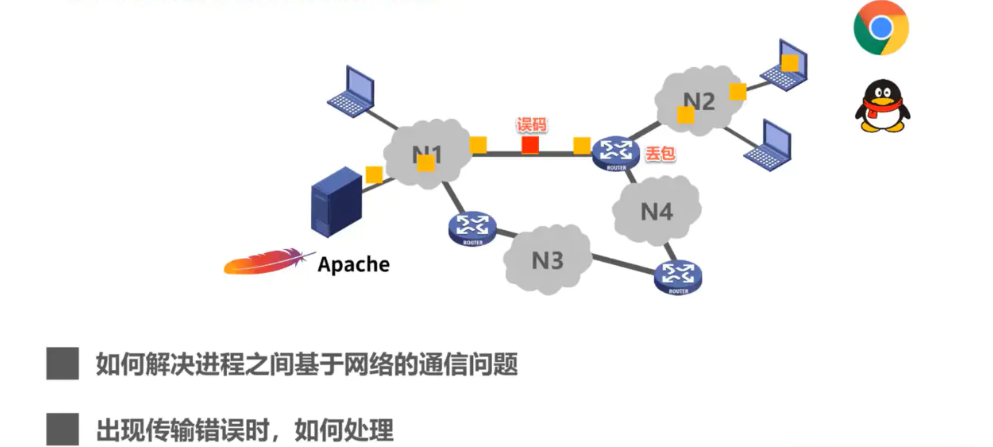 误码
N2
N1
丢包
ROUTER
N4
ROUTER
N3
Apache
ROUTER
如何解决进程之间基于网络的通信问题
出现传输错误时，如何处理